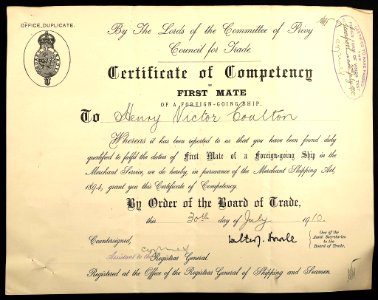 OFFICE DUPLICATE.
By The Lords of the Committee of Privy
Council for Trade
Certificate of Competency
AS
FIRST MATE
OF A FOREIGN-GOING SHIP.
To Henry Victor Coulton
Whereas it has been reported to us that you have been found duly
qualified to fulfil the duties of First Mate of a Foreign-going Ship in the
Merchant Service, we do hereby, in pursuance of the Merchant Shipping Act,
1894, grant you this Certificate of Competency.
By Order of the Board of Trade,
this 30th day of July 1910.
Countersigned,
One of the
Joint Secretaries
to the
Board of Trade.
Assistant to the Registrar General
Registered at the Office of the Registrar General of Shipping and Seamen.